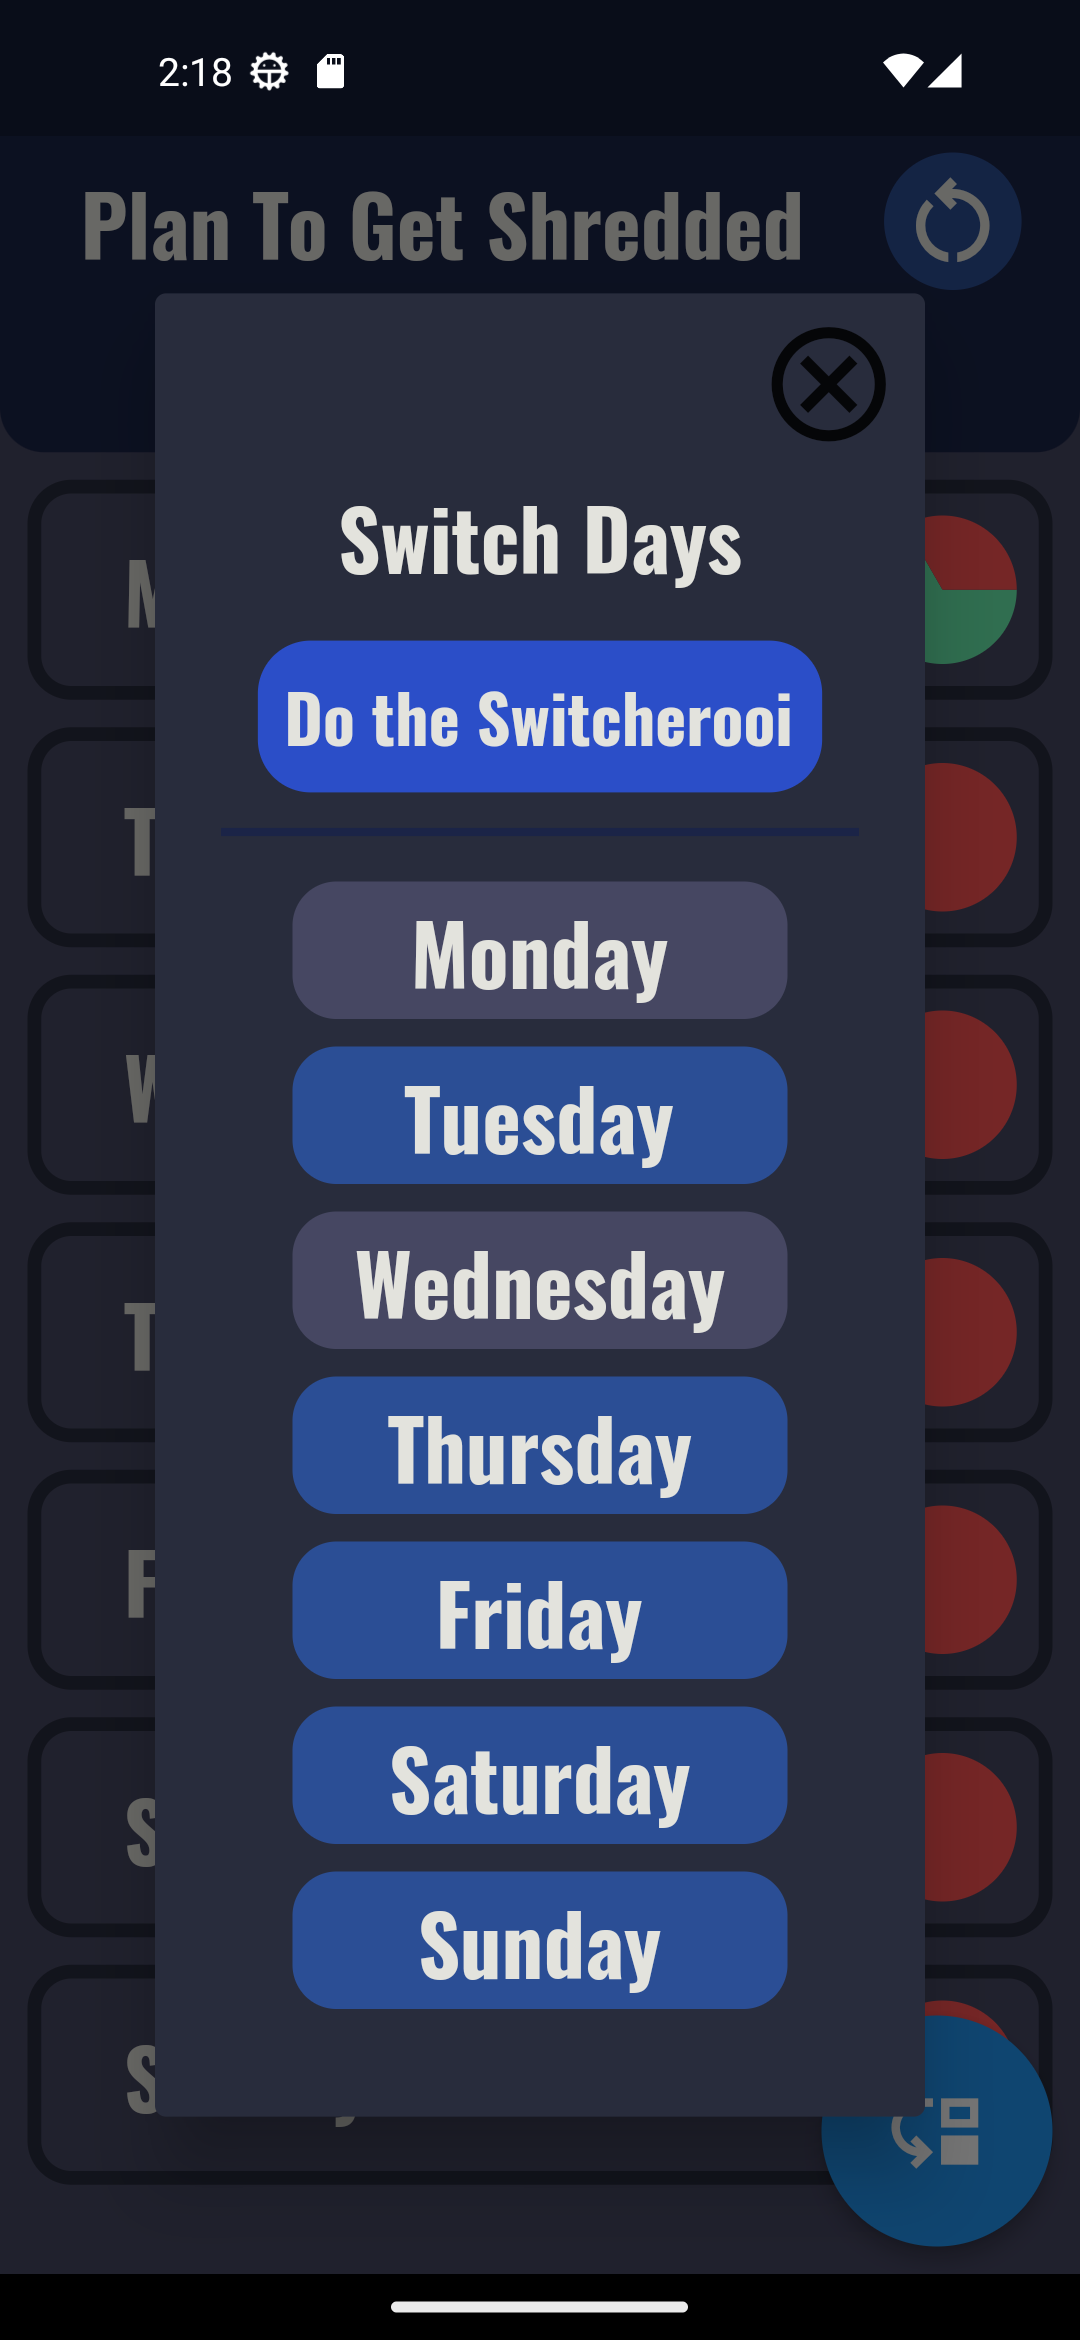 2:18
Plan To Get Shredded
Switch Days
Do the Switcherooi
Monday
Tuesday
Wednesday
Thursday
Friday
Saturday
Sunday